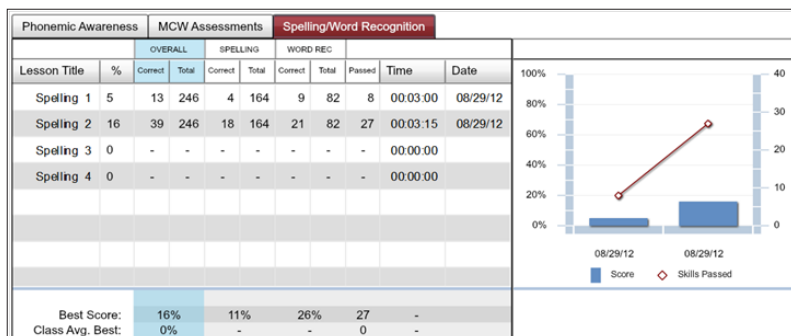 Phonemic Awareness MCW Assessments Spelling/Word Recognition
OVERALL SPELLING WORD REC
Lesson Title % Correct Total Correct Total Correct Total Passed Time Date
Spelling 1 5 13 246 4 164 9 82 8 00:03:00 08/29/12
Spelling 2 16 39 246 18 164 21 82 27 00:03:15 08/29/12
Spelling 3 0 - - - - - - - 00:00:00
Spelling 4 0 - - - - - - - 00:00:00
Best Score: 16% 11% 26% 27 -
Class Avg. Best: 0% - - 0 -
100% 40
80% 30
60%
40% 20
20% 10
0% 0
08/29/12 08/29/12
Score Skills Passed